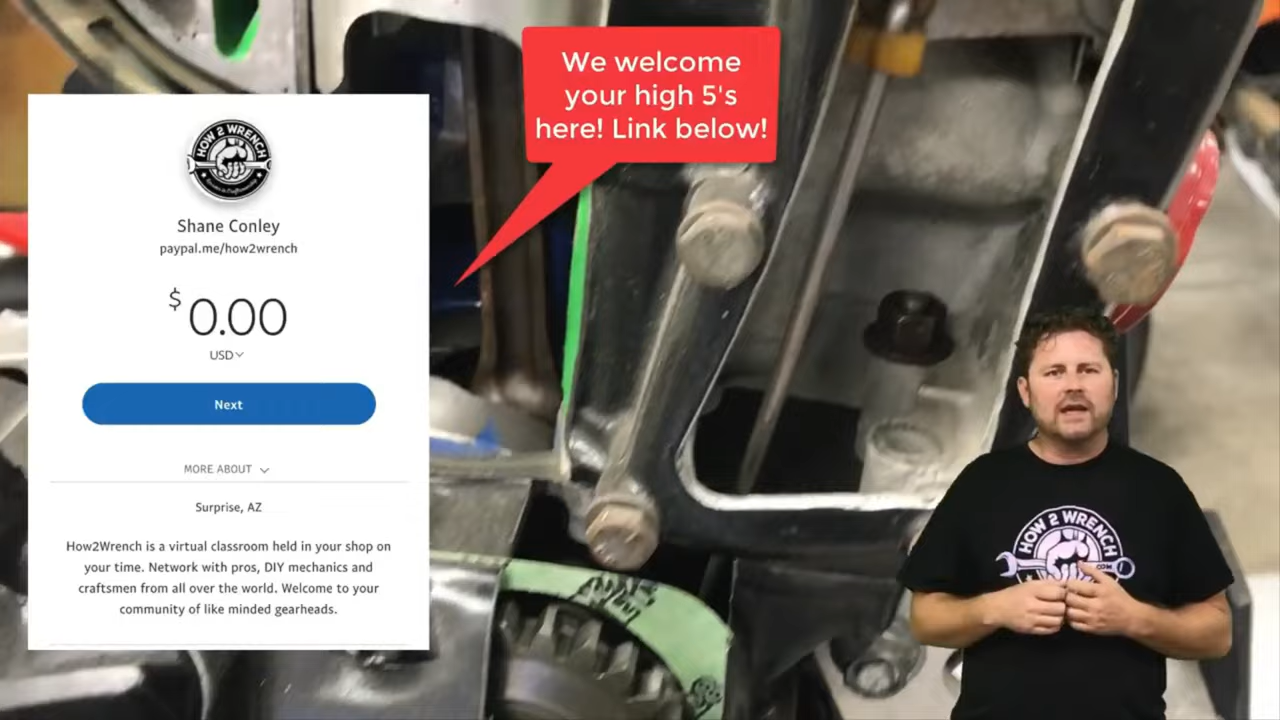 We welcome
your high 5's
here! Link below!
HOW 2 WRENCH
Shane Conley
paypal.me/how2wrench
$ 0.00
USD
Next
MORE ABOUT
Surprise, AZ
How2Wrench is a virtual classroom held in your shop on
your time. Network with pros, DIY mechanics and
craftsmen from all over the world. Welcome to your
community of like minded gearheads.
HOW 2 WRENCH
.COM